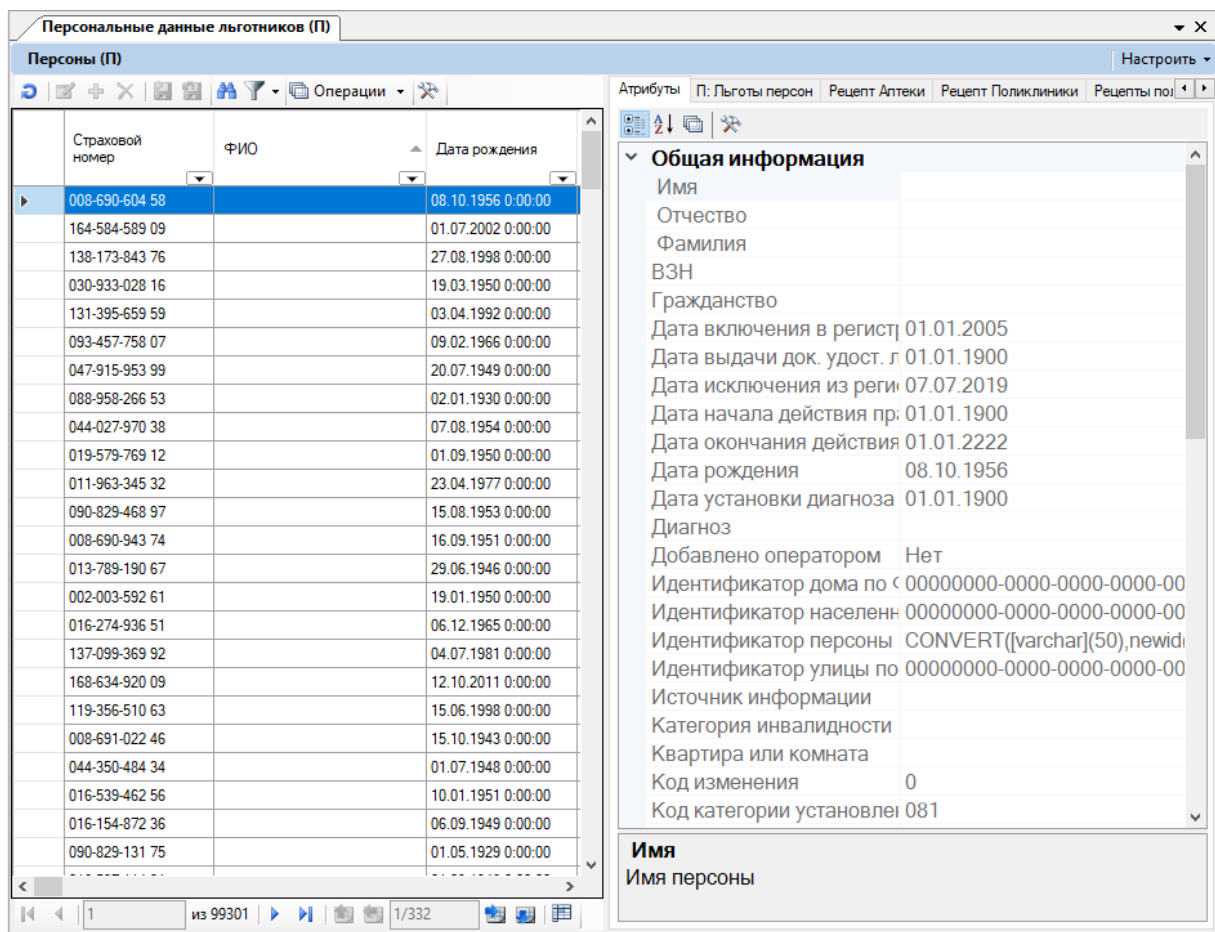 Персональные данные льготников (П)
Персоны (П)
Настроить
Операции
Страховой номер
ФИО
Дата рождения
008-690-604 58 08.10.1956 0:00:00
164-584-589 09 01.07.2002 0:00:00
138-173-843 76 27.08.1998 0:00:00
030-933-028 16 19.03.1950 0:00:00
131-395-659 59 03.04.1992 0:00:00
093-457-758 07 09.02.1966 0:00:00
047-915-953 99 20.07.1949 0:00:00
088-958-266 53 02.01.1930 0:00:00
044-027-970 38 07.08.1954 0:00:00
019-579-769 12 01.09.1950 0:00:00
011-963-345 32 23.04.1977 0:00:00
090-829-468 97 15.08.1953 0:00:00
008-690-943 74 16.09.1951 0:00:00
013-789-190 67 29.06.1946 0:00:00
002-003-592 61 19.01.1950 0:00:00
016-274-936 51 06.12.1965 0:00:00
137-099-369 92 04.07.1981 0:00:00
168-634-920 09 12.10.2011 0:00:00
119-356-510 63 15.06.1998 0:00:00
008-691-022 46 15.10.1943 0:00:00
044-350-484 34 01.07.1948 0:00:00
016-539-462 56 10.01.1951 0:00:00
016-154-872 36 06.09.1949 0:00:00
090-829-131 75 01.05.1929 0:00:00
1 из 99301 1/332
Атрибуты П: Льготы персон Рецепт Аптеки Рецепт Поликлиники Рецепты пол
Общая информация
Имя
Отчество
Фамилия
ВЗН
Гражданство
Дата включения в регист 01.01.2005
Дата выдачи док. удост. л 01.01.1900
Дата исключения из реги 07.07.2019
Дата начала действия пра 01.01.1900
Дата окончания действия 01.01.2222
Дата рождения 08.10.1956
Дата установки диагноза 01.01.1900
Диагноз
Добавлено оператором Нет
Идентификатор дома по 00000000-0000-0000-0000-00
Идентификатор населенн 00000000-0000-0000-0000-00
Идентификатор персоны CONVERT([varchar](50),newid(
Идентификатор улицы по 00000000-0000-0000-0000-00
Источник информации
Категория инвалидности
Квартира или комната
Код изменения 0
Код категории установле 081
Имя
Имя персоны